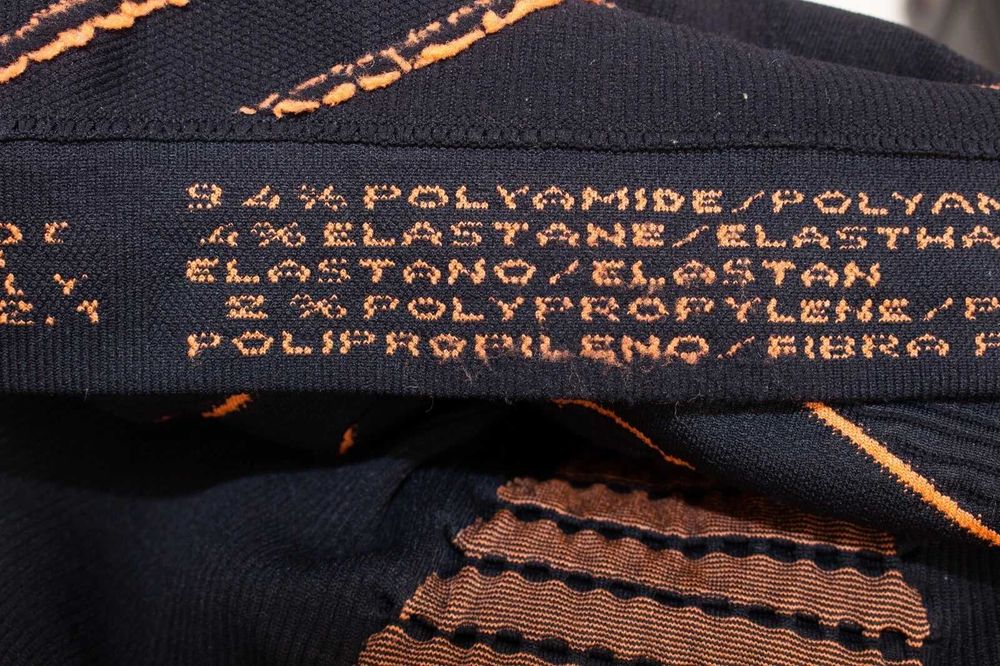 94% POLYAMIDE/POLYAM
4% ELASTANE/ELASTHA
ELASTANO/ELASTAN
2% POLYPROPYLENE/P
POLIPROPILENO/FIBRA